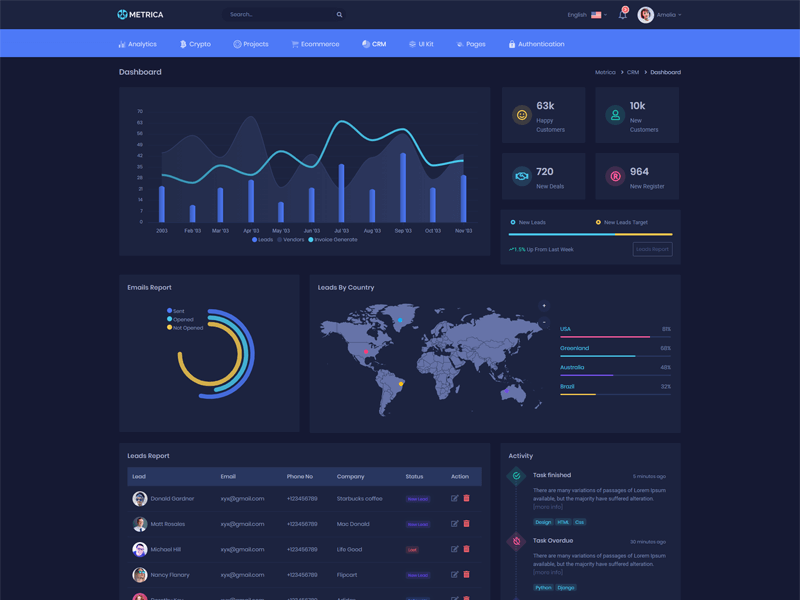 METRICA
Search...
English
Amelia
Analytics
Crypto
Projects
Ecommerce
CRM
UI Kit
Pages
Authentication
Dashboard
Metrica > CRM > Dashboard
70
63
56
49
42
35
28
21
14
7
0
2003 Feb '03 Mar '03 Apr '03 May '03 Jun '03 Jul '03 Aug '03 Sep '03 Oct '03 Nov '03
Leads Vendors Invoice Generate
63k
Happy
Customers
10k
New
Customers
720
New Deals
964
New Register
New Leads
New Leads Target
1.5% Up From Last Week
Leads Report
Emails Report
Sent
Opened
Not Opened
Leads By Country
+
-
USA 81%
Greenland 68%
Australia 48%
Brazil 32%
Leads Report
Lead Email Phone No Company Status Action
Donald Gardner xyx@gmail.com +123456789 Starbucks coffee New Lead
Matt Rosales xyx@gmail.com +123456789 Mac Donald New Lead
Michael Hill xyx@gmail.com +123456789 Life Good Lost
Nancy Flanary xyx@gmail.com +123456789 Flipcart New Lead
Activity
Task finished 5 minutes ago
There are many variations of passages of Lorem Ipsum
available, but the majority have suffered alteration.
[more info]
Design HTML Css
Task Overdue 30 minutes ago
There are many variations of passages of Lorem Ipsum
available, but the majority have suffered alteration.
[more info]
Python Django